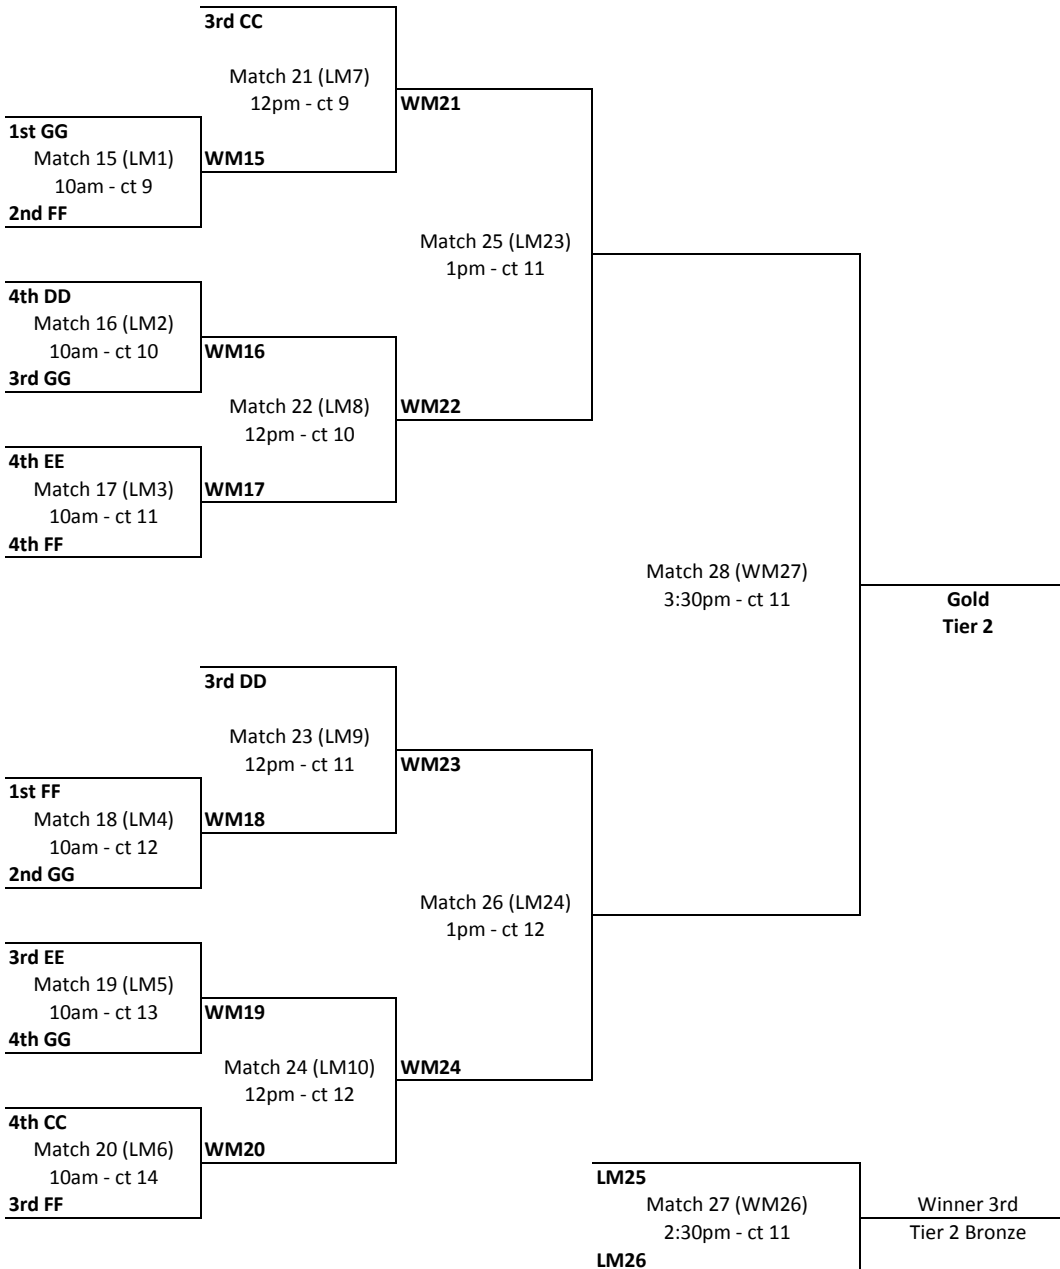 3rd CC
Match 21 (LM7)
12pm - ct 9
WM21
1st GG
Match 15 (LM1)
10am - ct 9
2nd FF
WM15
Match 25 (LM23)
1pm - ct 11
4th DD
Match 16 (LM2)
10am - ct 10
3rd GG
WM16
Match 22 (LM8)
12pm - ct 10
WM22
4th EE
Match 17 (LM3)
10am - ct 11
4th FF
WM17
Match 28 (WM27)
3:30pm - ct 11
Gold
Tier 2
3rd DD
Match 23 (LM9)
12pm - ct 11
WM23
1st FF
Match 18 (LM4)
10am - ct 12
2nd GG
WM18
Match 26 (LM24)
1pm - ct 12
3rd EE
Match 19 (LM5)
10am - ct 13
4th GG
WM19
Match 24 (LM10)
12pm - ct 12
WM24
4th CC
Match 20 (LM6)
10am - ct 14
3rd FF
WM20
LM25
Match 27 (WM26)
2:30pm - ct 11
LM26
Winner 3rd
Tier 2 Bronze